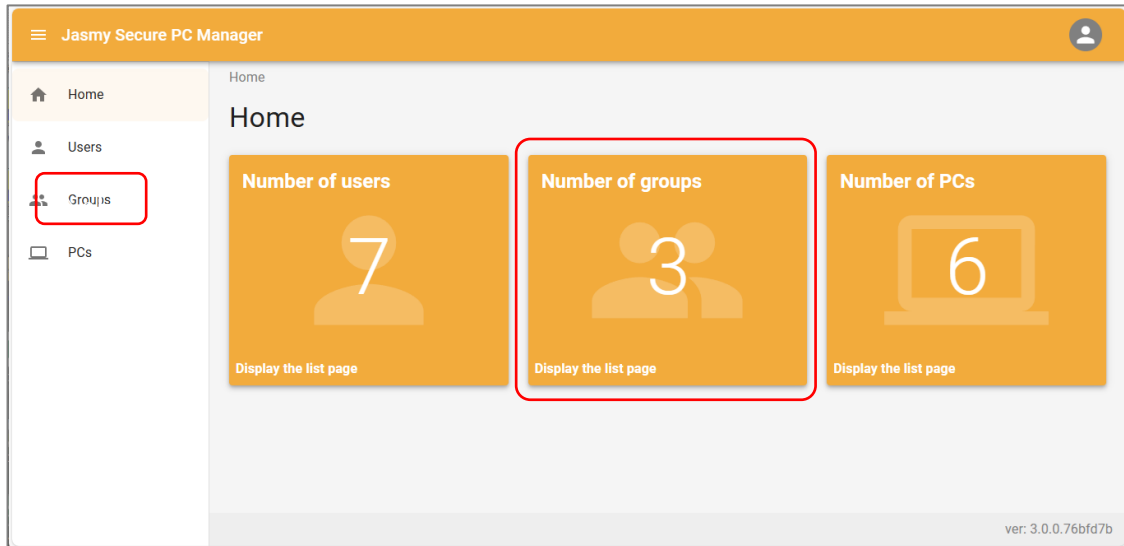 Jasmy Secure PC Manager
Home
Users
Groups
PCs
Home
Home
Number of users
7
Display the list page
Number of groups
3
Display the list page
Number of PCs
6
Display the list page
ver: 3.0.0.76bfd7b